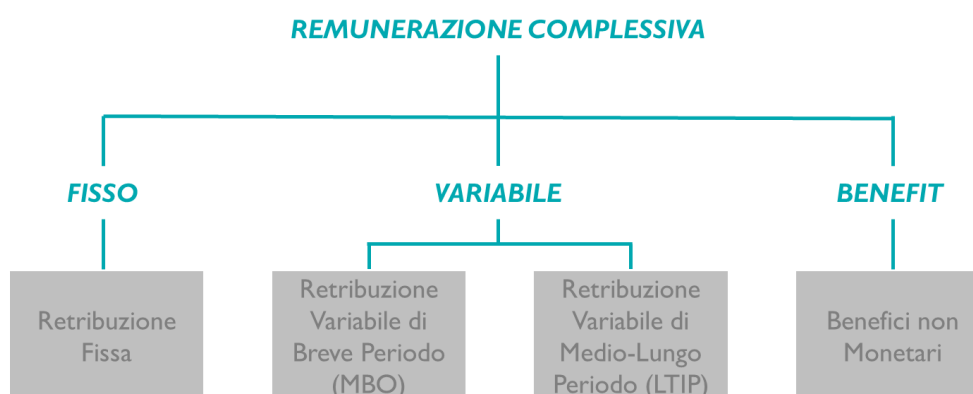 REMUNERAZIONE COMPLESSIVA
FISSO
VARIABILE
BENEFIT
Retribuzione
Fissa
Retribuzione
Variabile di
Breve Periodo
(MBO)
Retribuzione
Variabile di
Medio-Lungo
Periodo (LTIP)
Benefici non
Monetari